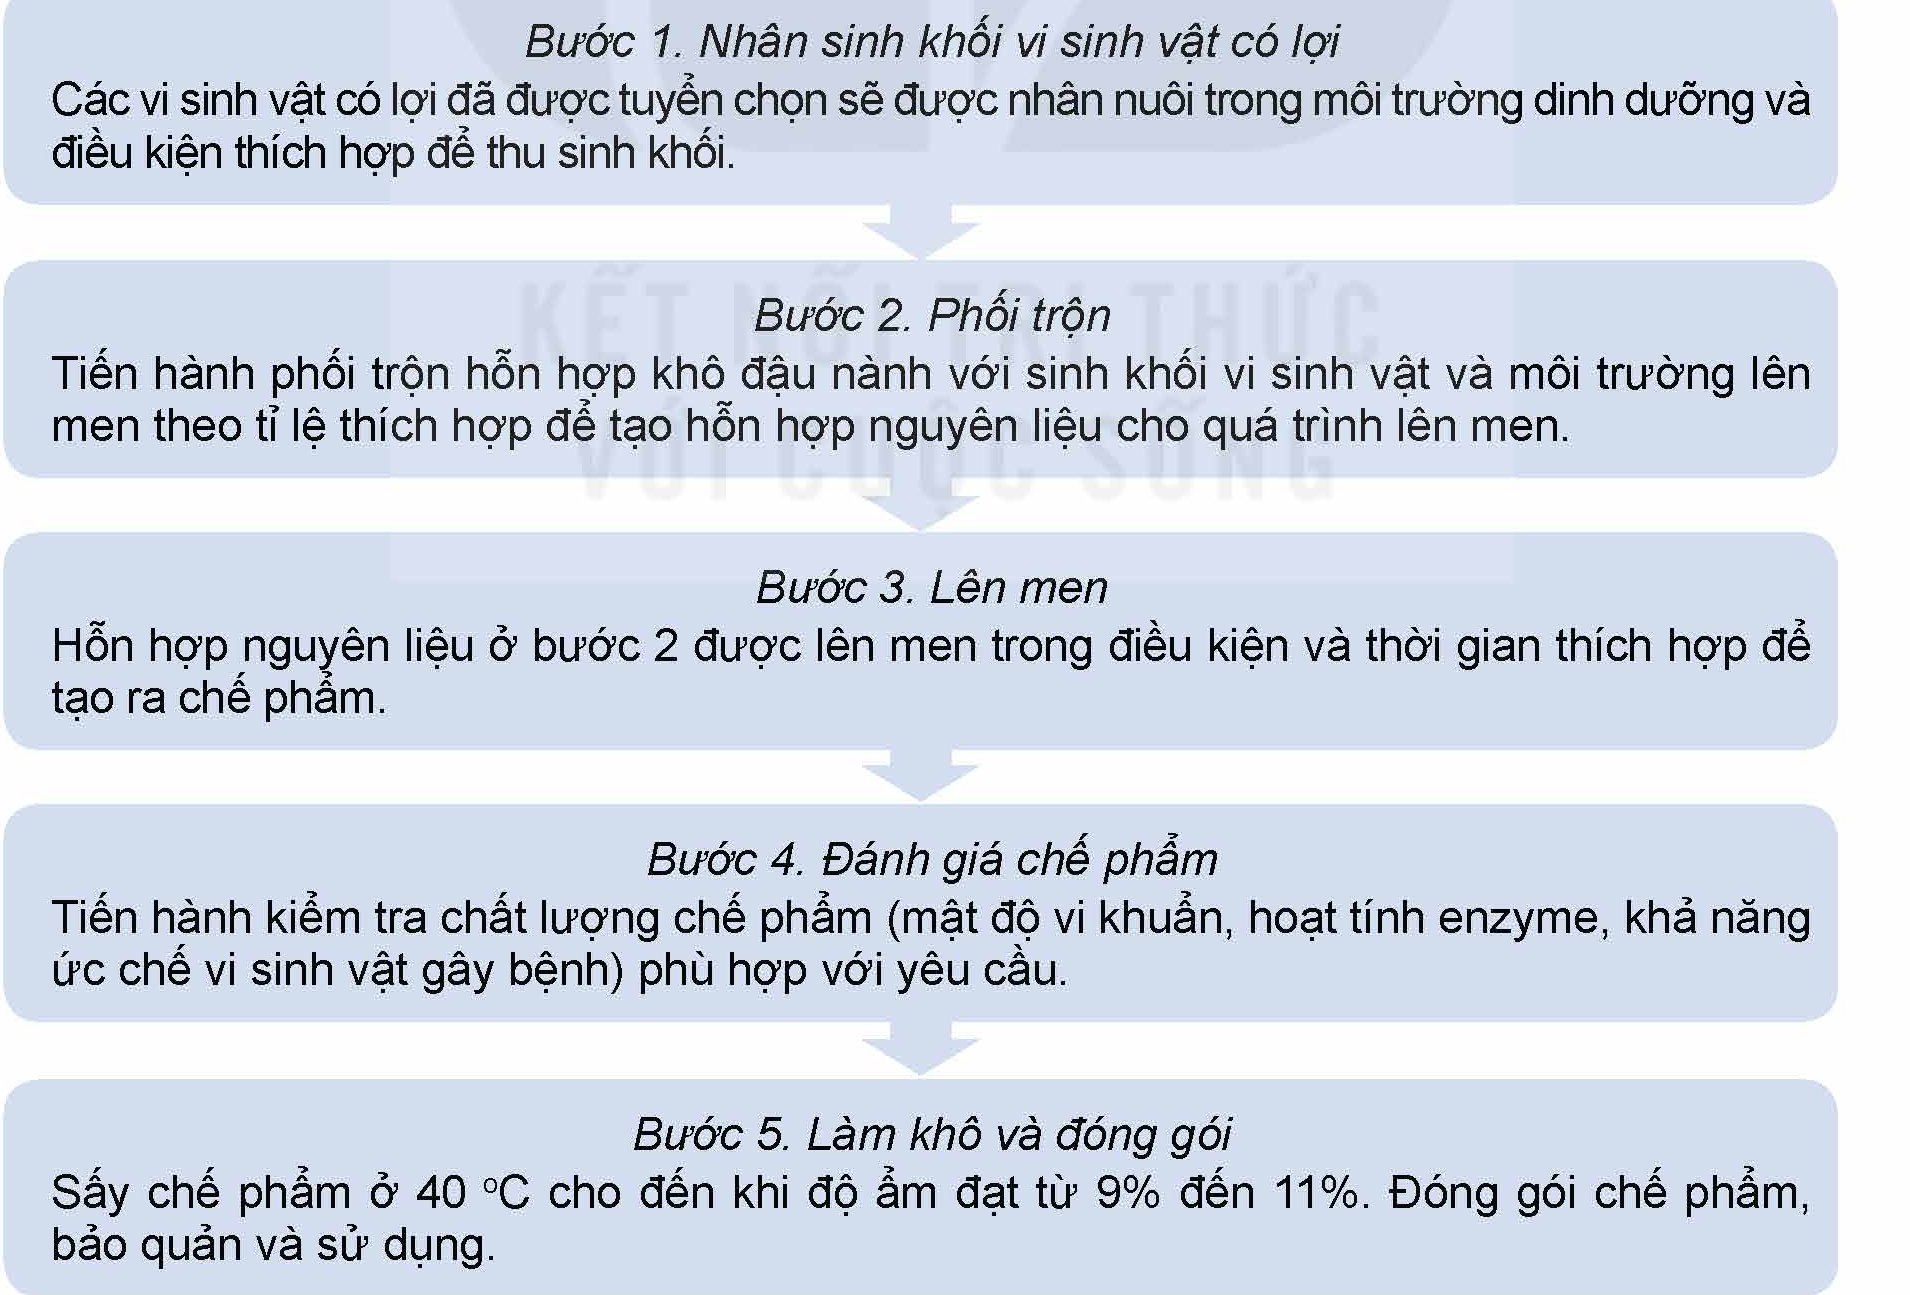 Bước 1. Nhân sinh khối vi sinh vật có lợi
Các vi sinh vật có lợi đã được tuyển chọn sẽ được nhân nuôi trong môi trường dinh dưỡng và
điều kiện thích hợp để thu sinh khối.
Bước 2. Phối trộn
Tiến hành phối trộn hỗn hợp khô đậu nành với sinh khối vi sinh vật và môi trường lên
men theo tỉ lệ thích hợp để tạo hỗn hợp nguyên liệu cho quá trình lên men.
KẾT NỐI TRI THỨC
VỚI CUỘC SỐNG
Bước 3. Lên men
Hỗn hợp nguyên liệu ở bước 2 được lên men trong điều kiện và thời gian thích hợp để
tạo ra chế phẩm.
Bước 4. Đánh giá chế phẩm
Tiến hành kiểm tra chất lượng chế phẩm (mật độ vi khuẩn, hoạt tính enzyme, khả năng
ức chế vi sinh vật gây bệnh) phù hợp với yêu cầu.
Bước 5. Làm khô và đóng gói
Sấy chế phẩm ở 40 °C cho đến khi độ ẩm đạt từ 9% đến 11%. Đóng gói chế phẩm,
bảo quản và sử dụng.